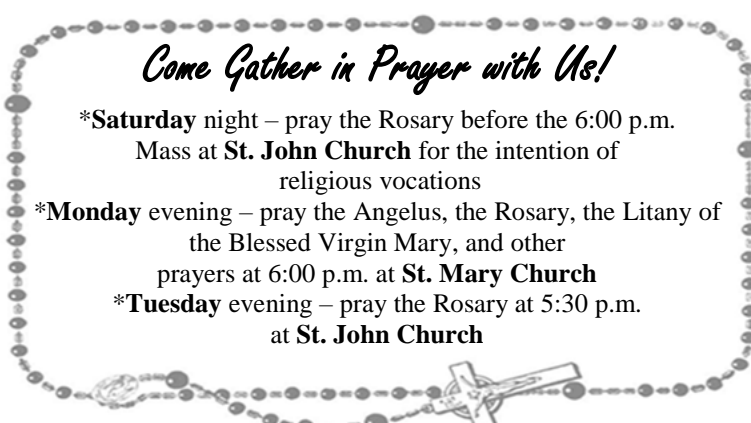 Come Gather in Prayer with Us!
*Saturday night – pray the Rosary before the 6:00 p.m.
Mass at St. John Church for the intention of
religious vocations
*Monday evening – pray the Angelus, the Rosary, the Litany of
the Blessed Virgin Mary, and other
prayers at 6:00 p.m. at St. Mary Church
*Tuesday evening – pray the Rosary at 5:30 p.m.
at St. John Church